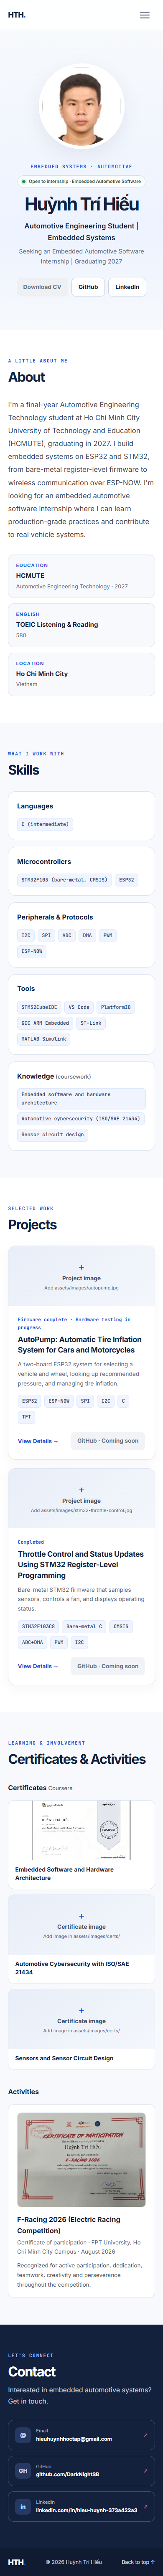 HTH.
EMBEDDED SYSTEMS · AUTOMOTIVE
Open to internship · Embedded Automotive Software
Huỳnh Trí Hiếu
Automotive Engineering Student |
Embedded Systems
Seeking an Embedded Automotive Software
Internship | Graduating 2027
Download CV
GitHub
LinkedIn
A LITTLE ABOUT ME
About
I'm a final-year Automotive Engineering
Technology student at Ho Chi Minh City
University of Technology and Education
(HCMUTE), graduating in 2027. I build
embedded systems on ESP32 and STM32,
from bare-metal register-level firmware to
wireless communication over ESP-NOW. I'm
looking for an embedded automotive
software internship where I can learn
production-grade practices and contribute
to real vehicle systems.
EDUCATION
HCMUTE
Automotive Engineering Technology · 2027
ENGLISH
TOEIC Listening & Reading
580
LOCATION
Ho Chi Minh City
Vietnam
WHAT I WORK WITH
Skills
Languages
C (intermediate)
Microcontrollers
STM32F103 (bare-metal, CMSIS)
ESP32
Peripherals & Protocols
I2C
SPI
ADC
DMA
PWM
ESP-NOW
Tools
STM32CubeIDE
VS Code
PlatformIO
GCC ARM Embedded
ST-Link
MATLAB Simulink
Knowledge (coursework)
Embedded software and hardware
architecture
Automotive cybersecurity (ISO/SAE 21434)
Sensor circuit design
SELECTED WORK
Projects
+
Project image
Add assets/images/autopump.jpg
Firmware complete · Hardware testing in
progress
AutoPump: Automatic Tire Inflation
System for Cars and Motorcycles
A two-board ESP32 system for selecting a
vehicle and wheel, looking up recommended
pressure, and managing tire inflation.
ESP32
ESP-NOW
SPI
I2C
C
TFT
View Details →
GitHub · Coming soon
+
Project image
Add assets/images/stm32-throttle-control.jpg
Completed
Throttle Control and Status Updates
Using STM32 Register-Level
Programming
Bare-metal STM32 firmware that samples
sensors, controls a fan, and displays operating
status.
STM32F103C8
Bare-metal C
CMSIS
ADC+DMA
PWM
I2C
View Details →
GitHub · Coming soon
LEARNING & INVOLVEMENT
Certificates & Activities
Certificates Coursera
Embedded Software and Hardware
Architecture
+
Certificate image
Add image in assets/images/certs/
Automotive Cybersecurity with ISO/SAE
21434
+
Certificate image
Add image in assets/images/certs/
Sensors and Sensor Circuit Design
Activities
CERTIFICATE OF PARTICIPATION
Huỳnh Trí Hiếu
F-RACING 2026
F-Racing 2026 (Electric Racing
Competition)
Certificate of participation · FPT University, Ho
Chi Minh City Campus · August 2026
Recognized for active participation, dedication,
teamwork, creativity and perseverance
throughout the competition.
LET'S CONNECT
Contact
Interested in embedded automotive systems?
Get in touch.
@
Email
hieuhuynhhoctap@gmail.com
↗
GH
GitHub
github.com/DarkNightSB
↗
in
LinkedIn
linkedin.com/in/hieu-huynh-373a422a3
↗
HTH.
© 2026 Huỳnh Trí Hiếu
Back to top ↑